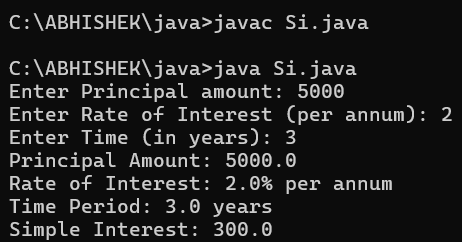 C:\ABHISHEK\java>javac Si.java
C:\ABHISHEK\java>java Si.java
Enter Principal amount: 5000
Enter Rate of Interest (per annum): 2
Enter Time (in years): 3
Principal Amount: 5000.0
Rate of Interest: 2.0% per annum
Time Period: 3.0 years
Simple Interest: 300.0